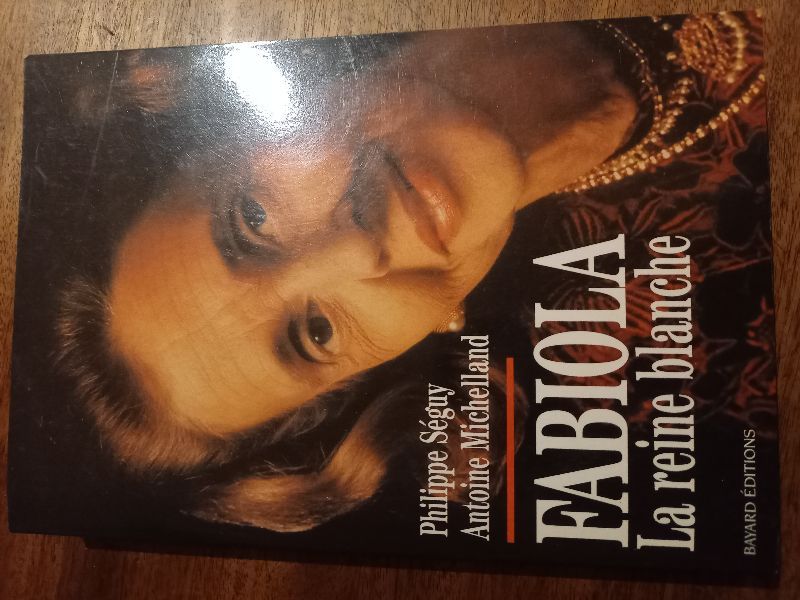 Philippe Séguy
Antoine Michelland
FABIOLA
La reine blanche
BAYARD ÉDITIONS